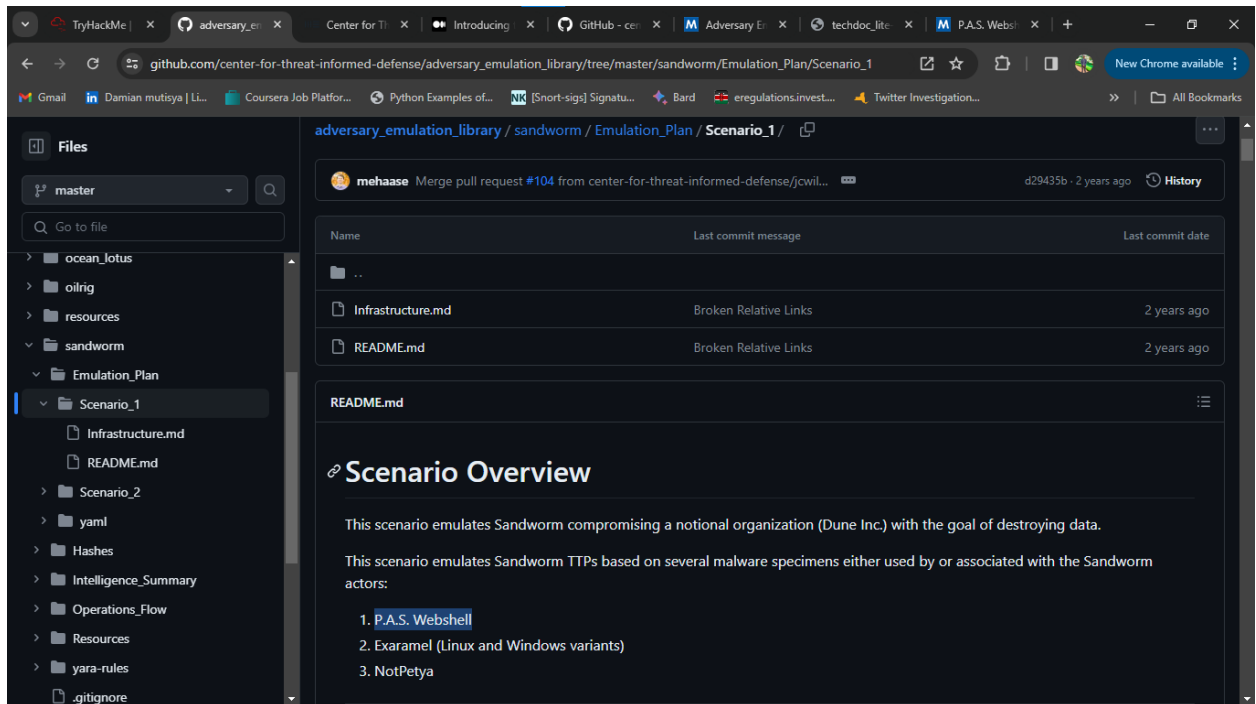 TryHackMe |
adversary_en
Center for Th
Introducing
GitHub - cen
Adversary En
techdoc_lite
P.A.S. Websh
github.com/center-for-threat-informed-defense/adversary_emulation_library/tree/master/sandworm/Emulation_Plan/Scenario_1
New Chrome available
Gmail
Damian mutisya | Li...
Coursera Job Platfor...
Python Examples of...
NK [Snort-sigs] Signatu...
Bard
eregulations.invest....
Twitter Investigation...
»
All Bookmarks
Files
master
Go to file
ocean_lotus
oilrig
resources
sandworm
Emulation_Plan
Scenario_1
Infrastructure.md
README.md
Scenario_2
yaml
Hashes
Intelligence_Summary
Operations_Flow
Resources
yara-rules
.gitignore
adversary_emulation_library / sandworm / Emulation_Plan / Scenario_1 /
mehaase Merge pull request #104 from center-for-threat-informed-defense/jcwil...
d29435b · 2 years ago History
Name Last commit message Last commit date
..
Infrastructure.md Broken Relative Links 2 years ago
README.md Broken Relative Links 2 years ago
README.md
Scenario Overview
This scenario emulates Sandworm compromising a notional organization (Dune Inc.) with the goal of destroying data.
This scenario emulates Sandworm TTPs based on several malware specimens either used by or associated with the Sandworm
actors:
1. P.A.S. Webshell
2. Exaramel (Linux and Windows variants)
3. NotPetya